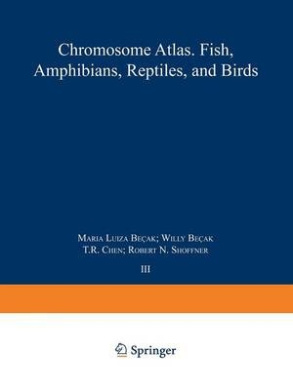 Chromosome Atlas. Fish,
Amphibians, Reptiles, and Birds
MARIA LUIZA BEÇAK; WILLY BEÇAK
T.R. CHEN; ROBERT N. SHOFFNER
III
Springer